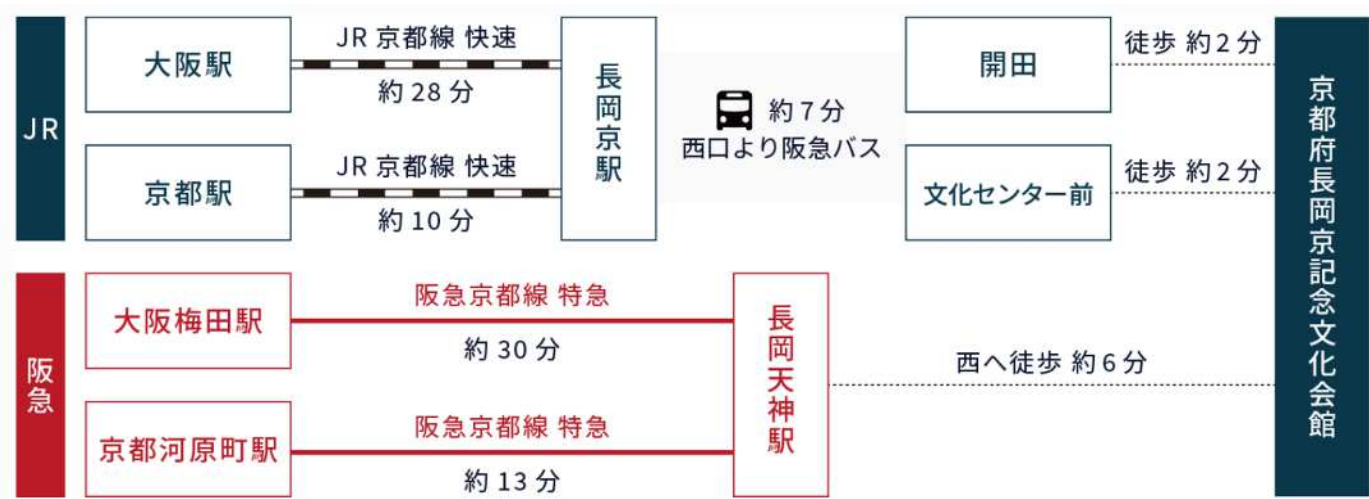 JR
大阪駅
JR 京都線 快速
約 28 分
京都駅
JR 京都線 快速
約 10 分
長岡京駅
約 7 分
西口より阪急バス
開田
徒歩 約 2 分
文化センター前
徒歩 約 2 分
阪急
大阪梅田駅
阪急京都線 特急
約 30 分
京都河原町駅
阪急京都線 特急
約 13 分
長岡天神駅
西へ徒歩 約 6 分
京都府長岡京記念文化会館